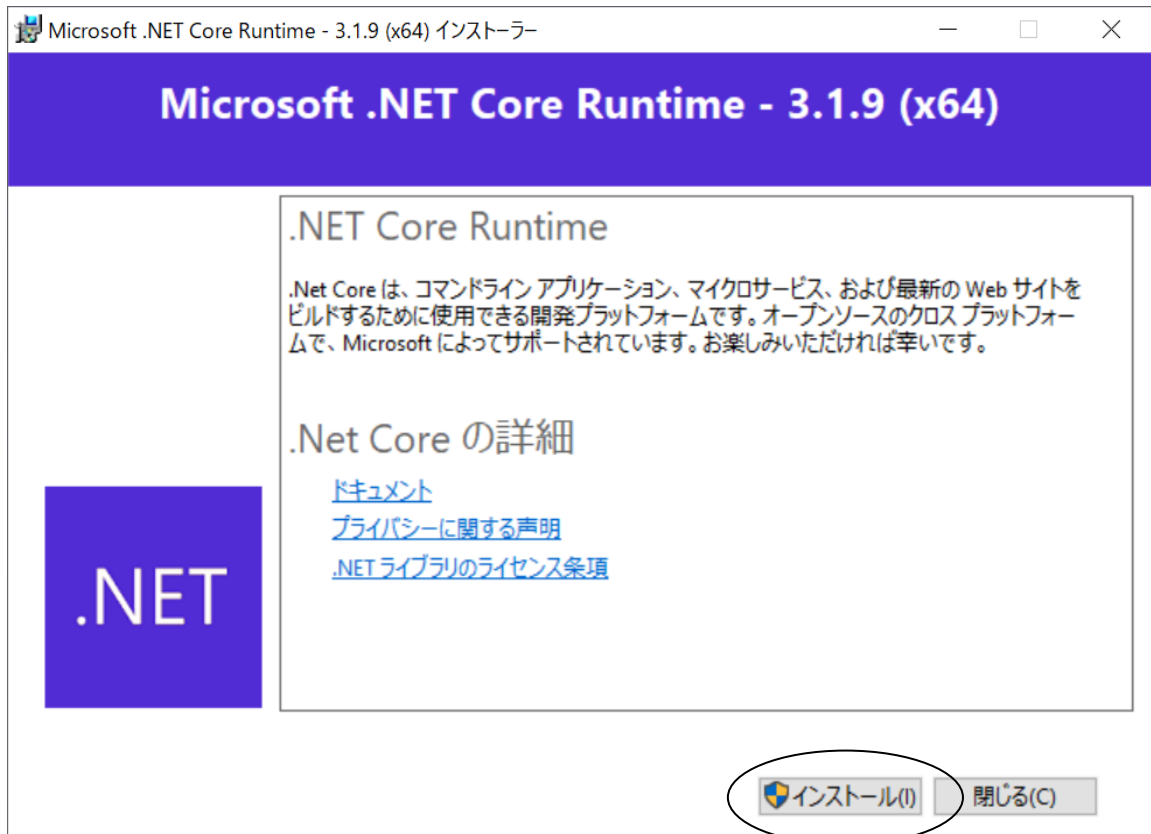 Microsoft .NET Core Runtime - 3.1.9 (x64) インストーラー
Microsoft .NET Core Runtime - 3.1.9 (x64)
.NET Core Runtime
.Net Core は、コマンドライン アプリケーション、マイクロサービス、および最新の Web サイトを
ビルドするために使用できる開発プラットフォームです。オープンソースのクロス プラットフォー
ムで、Microsoft によってサポートされています。お楽しみいただければ幸いです。
.Net Core の詳細
ドキュメント
プライバシーに関する声明
.NET ライブラリのライセンス条項
.NET
インストール(I)
閉じる(C)